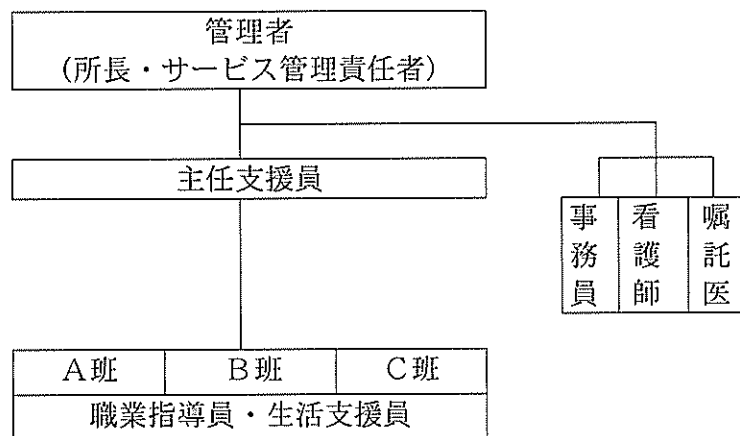 管理者
(所長・サービス管理責任者)
主任支援員
事務員
看護師
嘱託医
A班
B班
C班
職業指導員・生活支援員